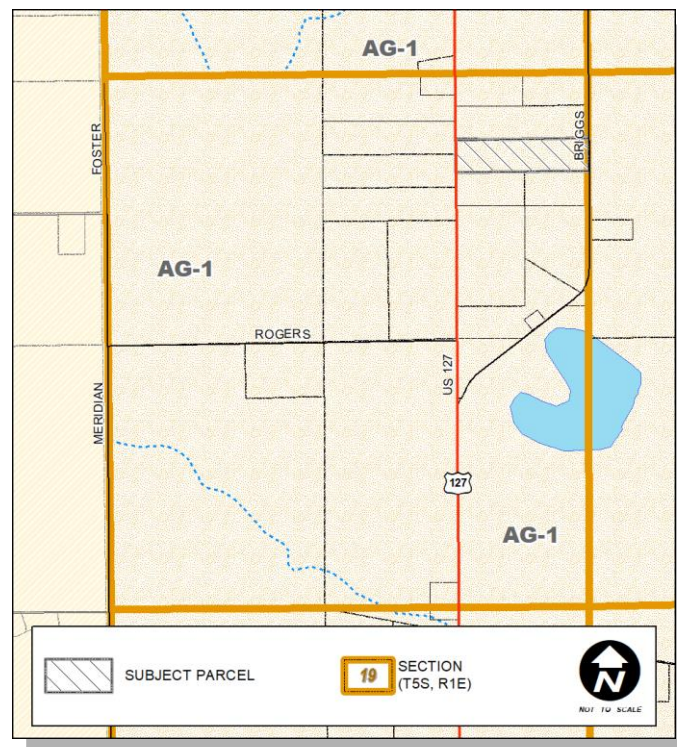 AG-1
FOSTER
BRIGGS
AG-1
ROGERS
US 127
MERIDIAN
127
AG-1
SUBJECT PARCEL
19
SECTION
(T5S, R1E)
N
NOT TO SCALE